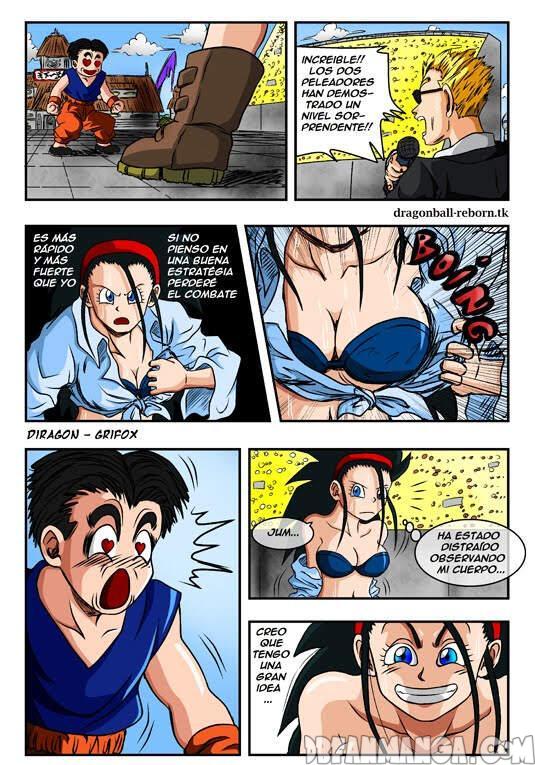 INCREIBLE!!
LOS DOS
PELEADORES
HAN DEMOS-
TRADO UN
NIVEL SOR-
PRENDENTE!!
dragonball-reborn.tk
ES MÁS
RÁPIDO
Y MÁS
FUERTE
QUE YO
SI NO
PIENSO EN
UNA BUENA
ESTRATÉGIA
PERDERÉ
EL COMBATE
BOING
DIRAGON - GRIFOX
JUM...
HA ESTADO
DISTRAÍDO
OBSERVANDO
MI CUERPO...
CREO
QUE
TENGO
UNA
GRAN
IDEA
...
DBFANMANGA.COM